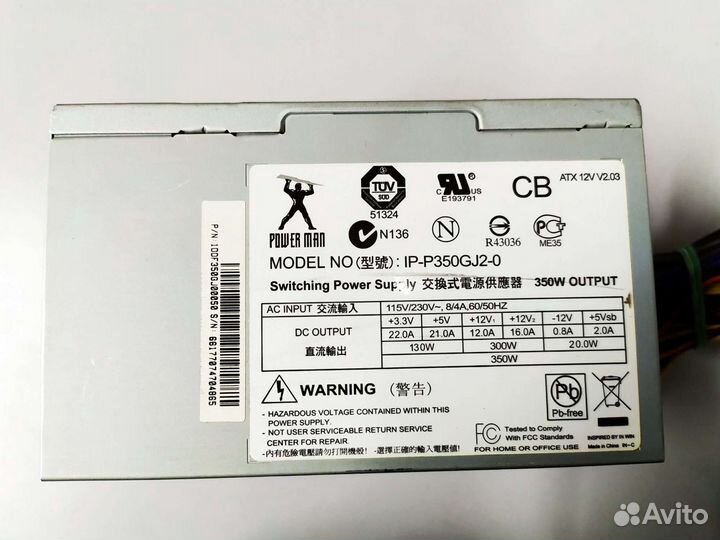 P/N: 1DDF350GJ00050 S/N: 6B177074704865
POWER MAN
TÜV
SÜD
51324
C US
E193791
CB
ATX 12V V2.03
N136
N
R43036
ME35
MODEL NO(型號): IP-P350GJ2-0
Switching Power Supply 交換式電源供應器 350W OUTPUT
AC INPUT 交流輸入 115V/230V~, 8/4A,60/50HZ
DC OUTPUT 直流輸出
+3.3V +5V +12V1 +12V2 -12V +5Vsb
22.0A 21.0A 12.0A 16.0A 0.8A 2.0A
130W 300W 20.0W
350W
WARNING (警告)
- HAZARDOUS VOLTAGE CONTAINED WITHIN THIS
POWER SUPPLY.
- NOT USER SERVICEABLE RETURN SERVICE
CENTER FOR REPAIR.
-內有危險電壓請勿打開機殼 -選擇正確的輸入電壓
Pb
Pb-free
FC Tested to Comply
With FCC Standards
FOR HOME OR OFFICE USE
INSPIRED BY IN WIN
Made in China IN-C
Avito